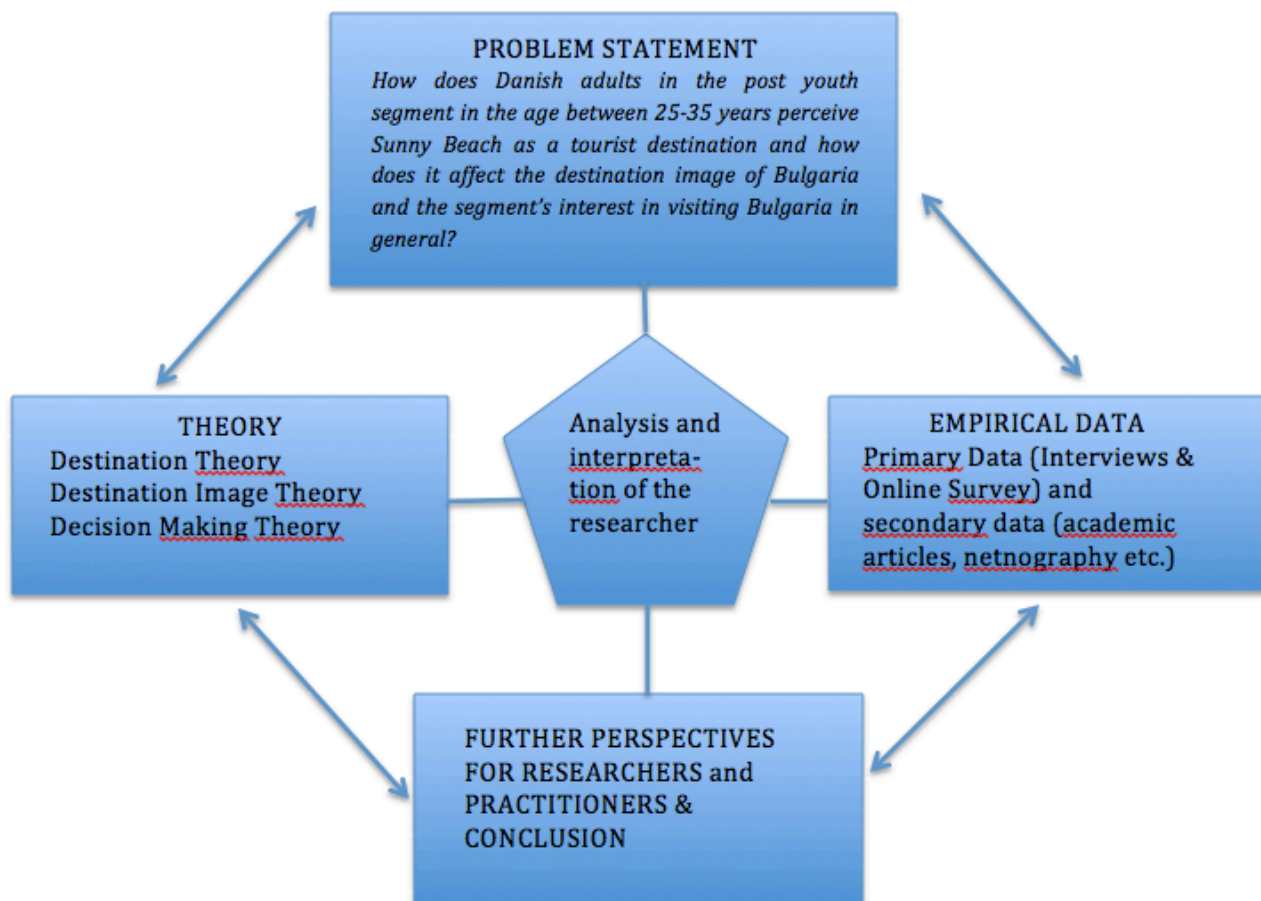 PROBLEM STATEMENT
How does Danish adults in the post youth
segment in the age between 25-35 years perceive
Sunny Beach as a tourist destination and how
does it affect the destination image of Bulgaria
and the segment's interest in visiting Bulgaria in
general?
THEORY
Destination Theory
Destination Image Theory
Decision Making Theory
Analysis and
interpreta-
tion of the
researcher
EMPIRICAL DATA
Primary Data (Interviews &
Online Survey) and
secondary data (academic
articles, netnography etc.)
FURTHER PERSPECTIVES
FOR RESEARCHERS and
PRACTITIONERS &
CONCLUSION